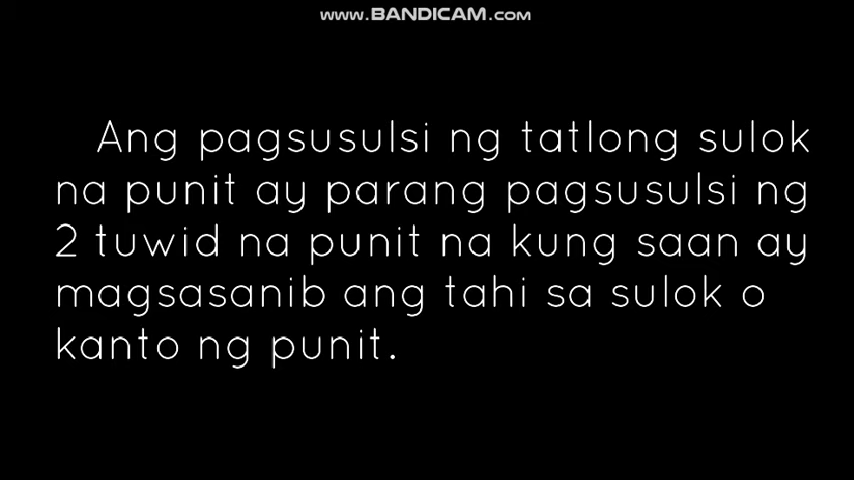 www.BANDICAM.com
Ang pagsusulsi ng tatlong sulok
na punit ay parang pagsusulsi ng
2 tuwid na punit na kung saan ay
magsasanib ang tahi sa sulok o
kanto ng punit.